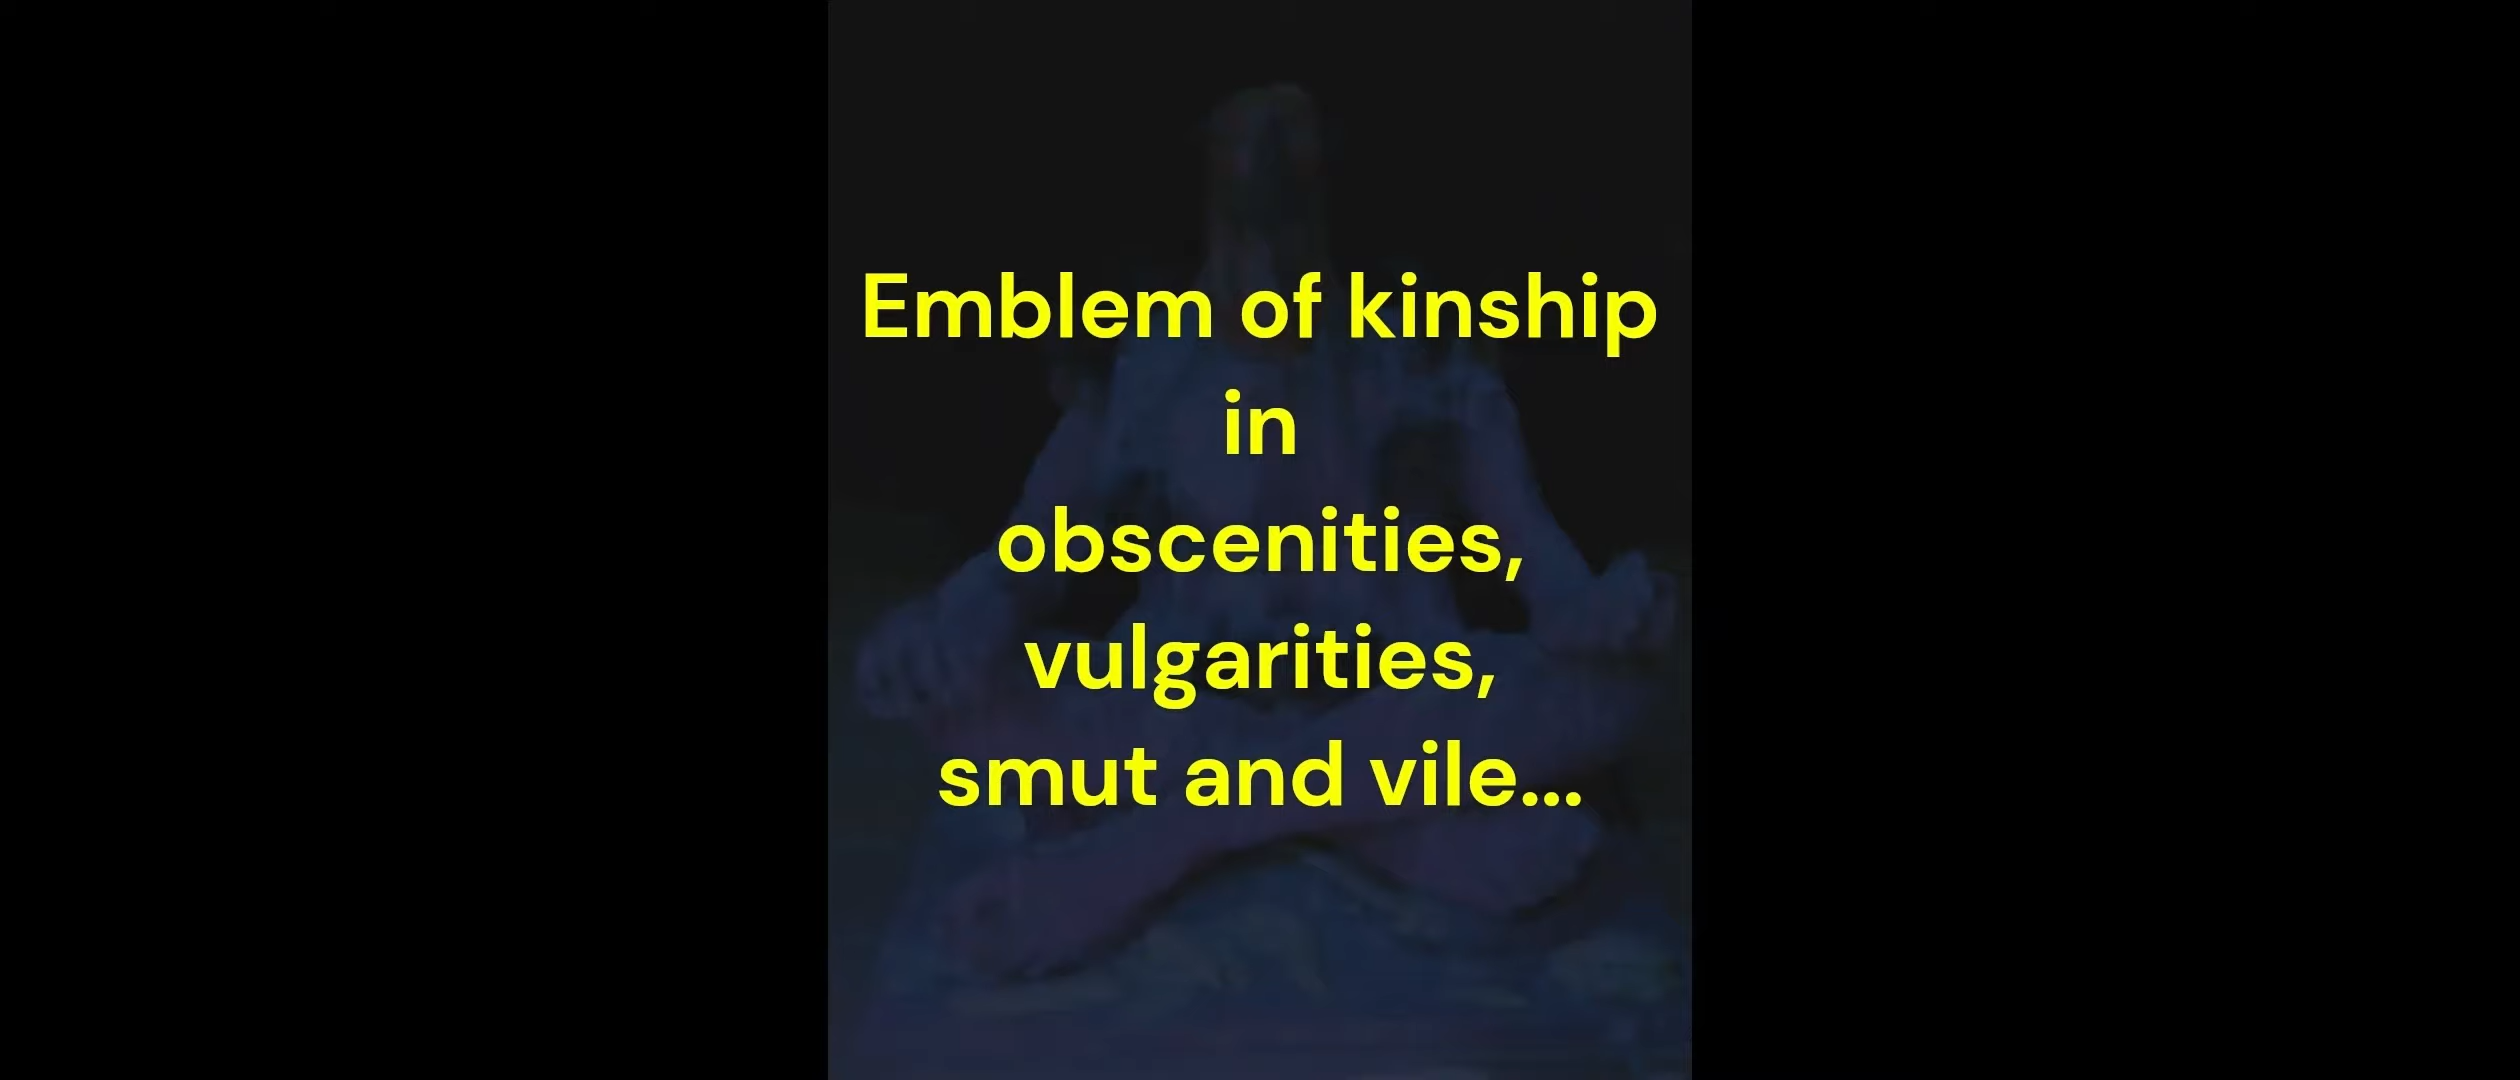 Emblem of kinship
in
obscenities,
vulgarities,
smut and vile...